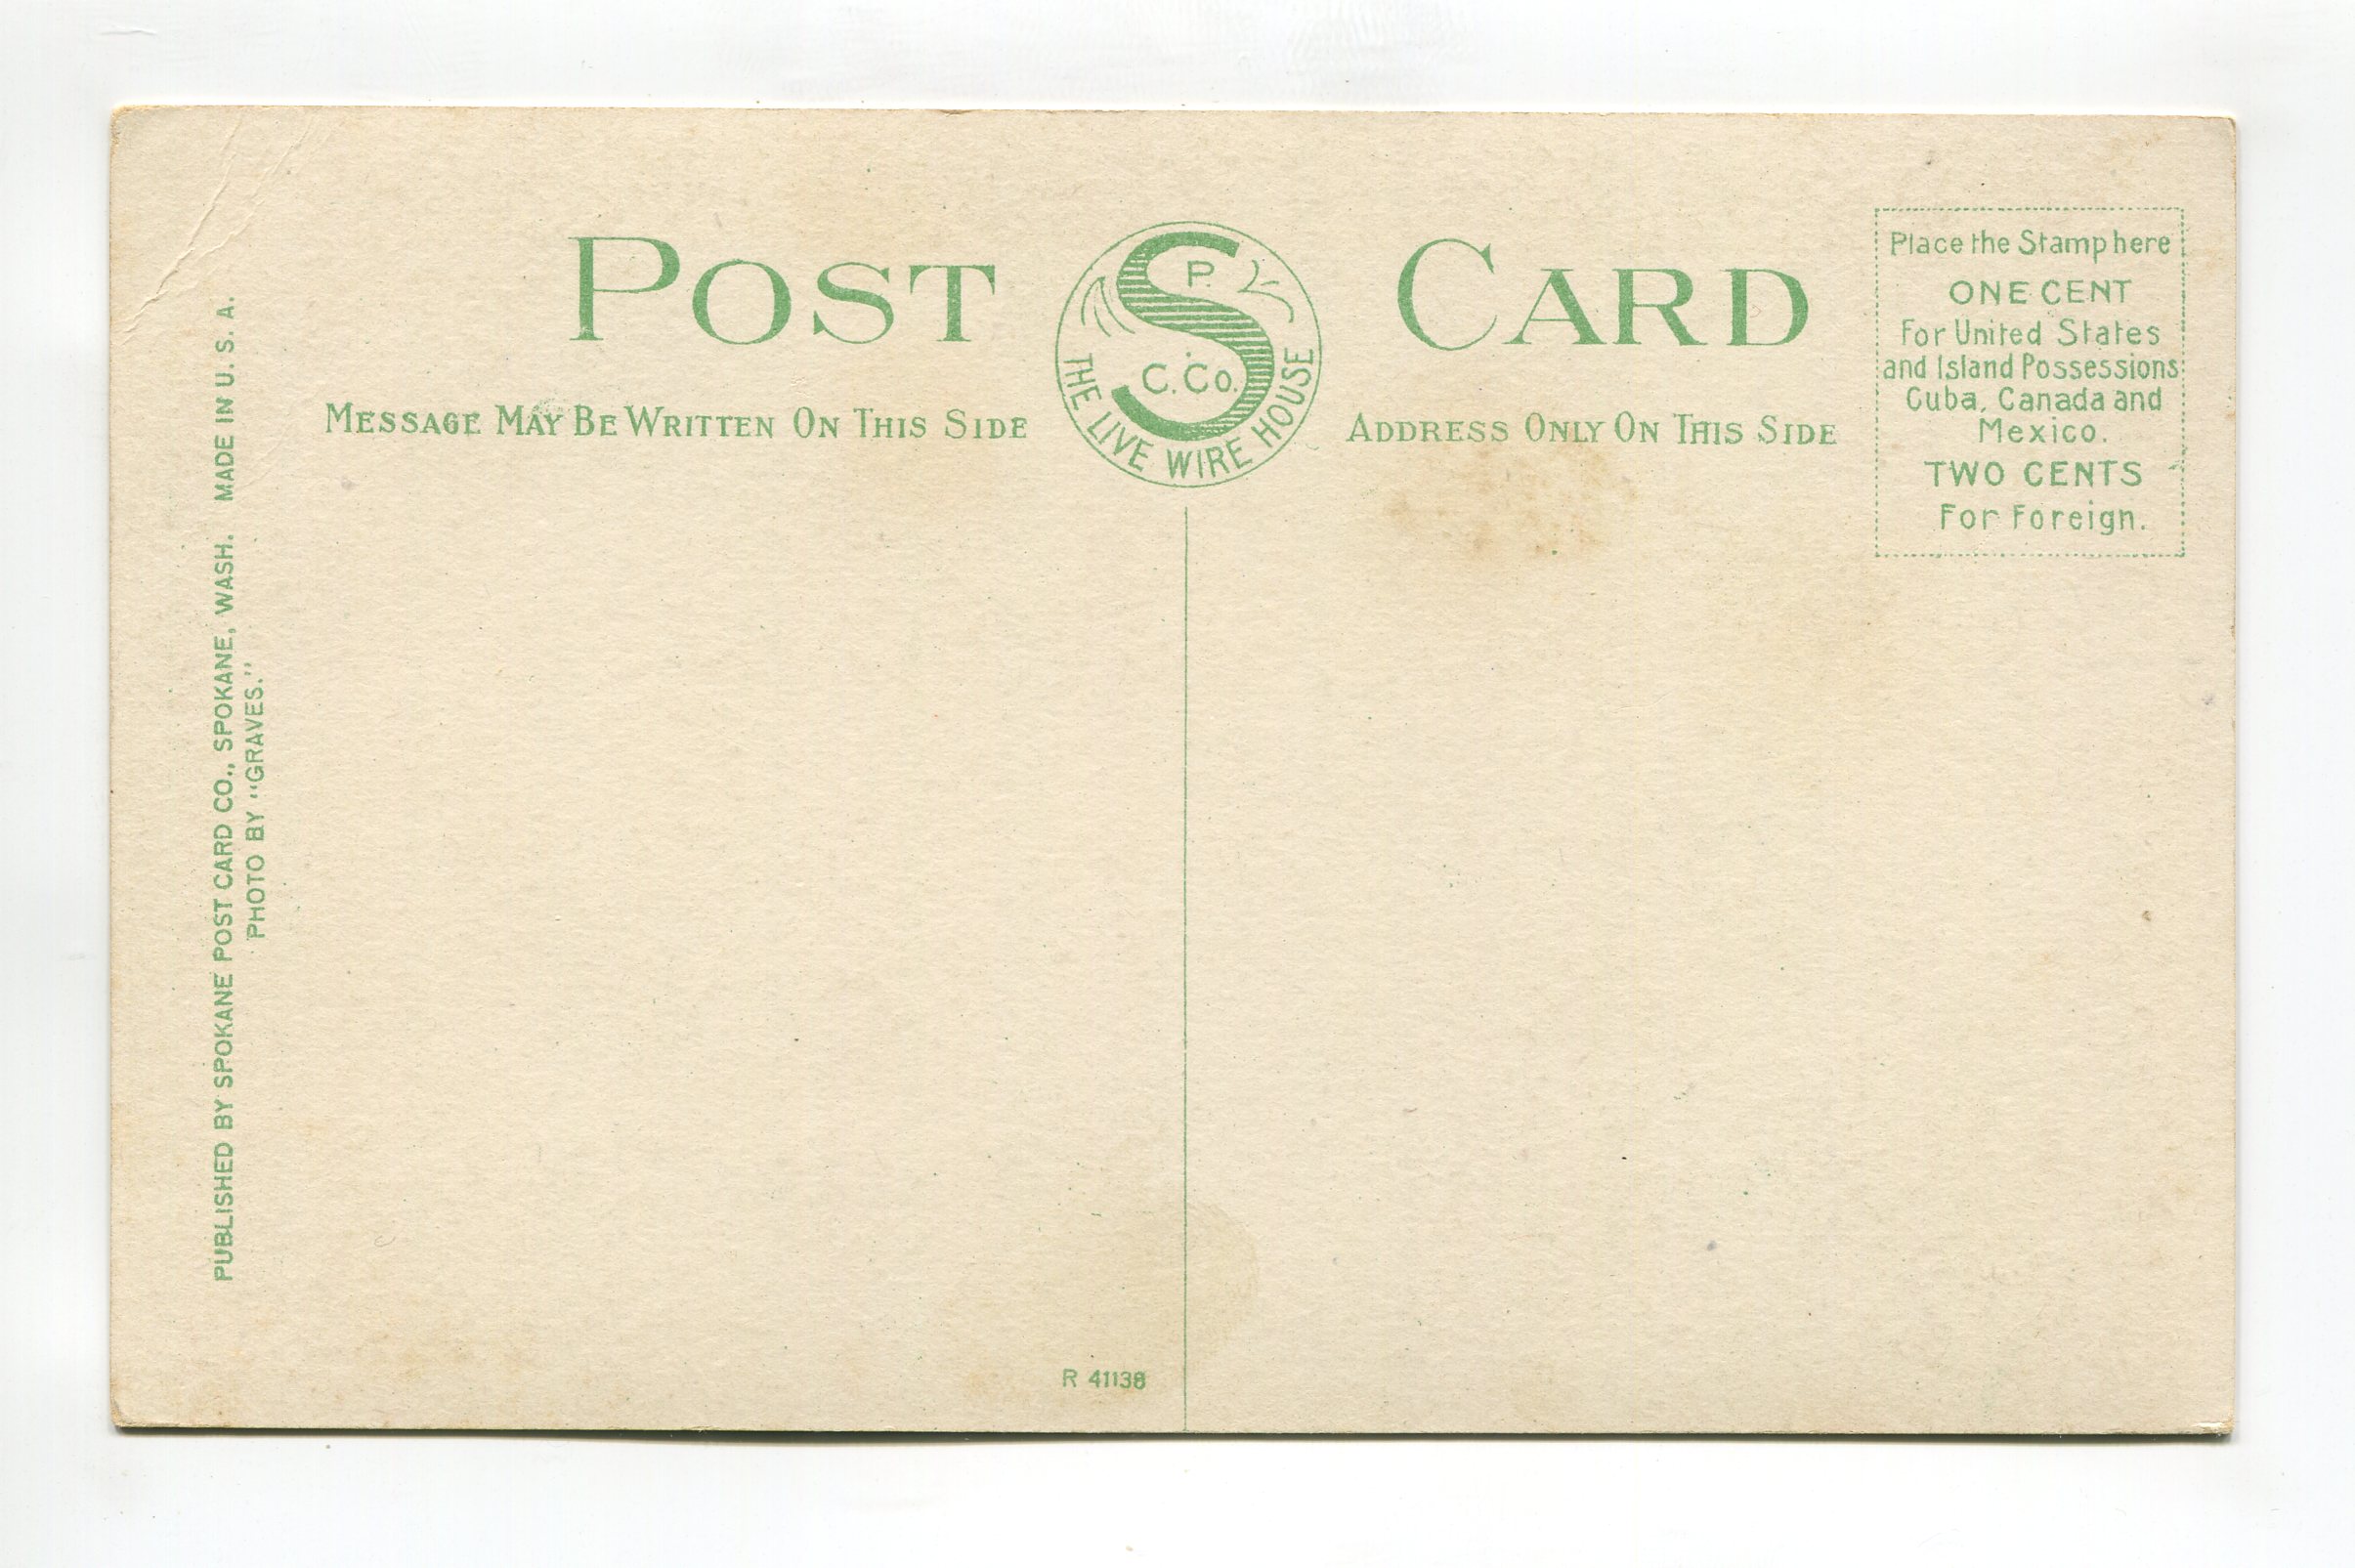 POST CARD
S P. C. Co.
THE LIVE WIRE HOUSE
MESSAGE MAY BE WRITTEN ON THIS SIDE
ADDRESS ONLY ON THIS SIDE
Place the Stamp here
ONE CENT
For United States
and Island Possessions
Cuba, Canada and
Mexico.
TWO CENTS
For Foreign.
PUBLISHED BY SPOKANE POST CARD CO., SPOKANE, WASH. MADE IN U. S. A.
PHOTO BY "GRAVES."
R 41138